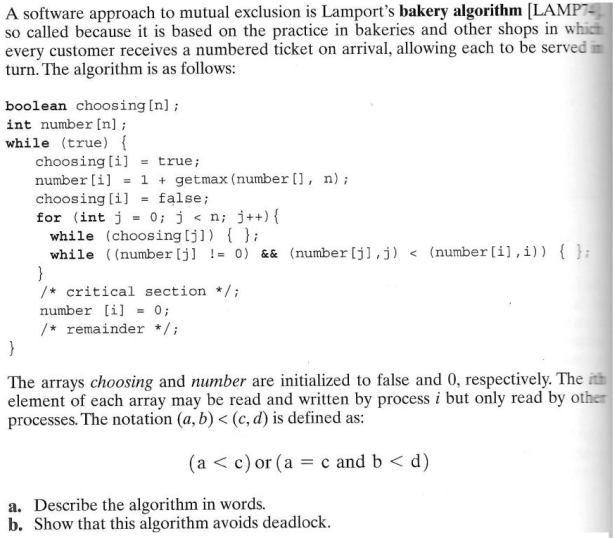 A software approach to mutual exclusion is Lamport's bakery algorithm [LAMP74],
so called because it is based on the practice in bakeries and other shops in which
every customer receives a numbered ticket on arrival, allowing each to be served in
turn. The algorithm is as follows:
boolean choosing[n];
int number[n];
while (true) {
choosing[i] = true;
number[i] = 1 + getmax(number[], n);
choosing[i] = false;
for (int j = 0; j < n; j++){
while (choosing[j]) { };
while ((number[j] != 0) && (number[j],j) < (number[i],i)) { };
}
/* critical section */;
number [i] = 0;
/* remainder */;
}
The arrays choosing and number are initialized to false and 0, respectively. The ith
element of each array may be read and written by process i but only read by other
processes. The notation (a, b) < (c, d) is defined as:
(a < c) or (a = c and b < d)
a. Describe the algorithm in words.
b. Show that this algorithm avoids deadlock.